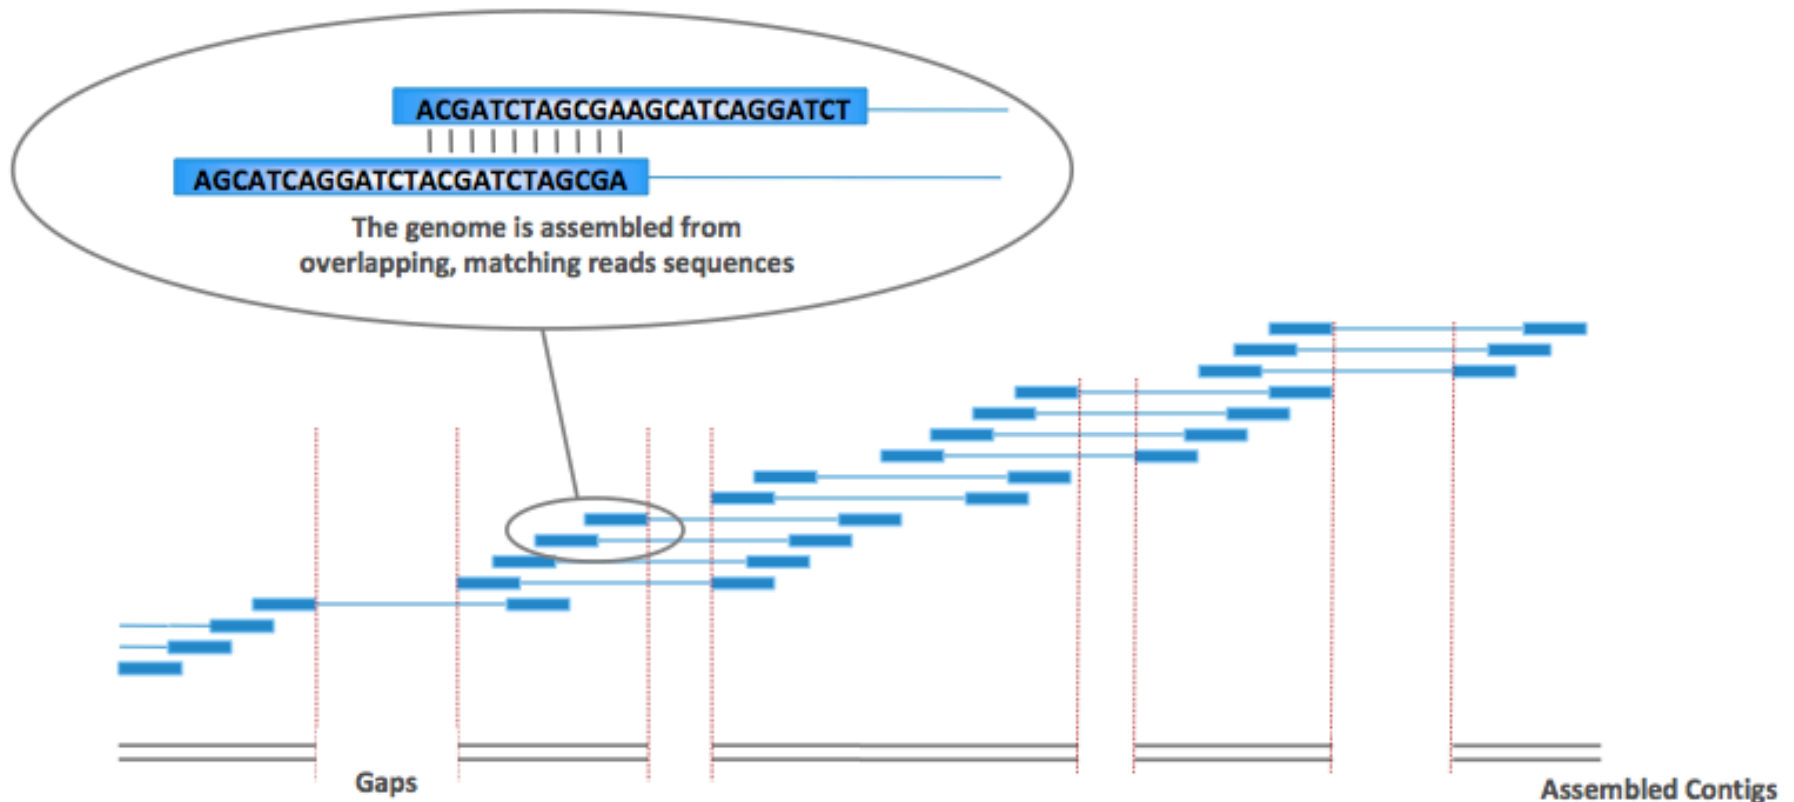 ACGATCTAGCGAAGCATCAGGATCT
AGCATCAGGATCTACGATCTAGCGA
The genome is assembled from
overlapping, matching reads sequences
Gaps
Assembled Contigs